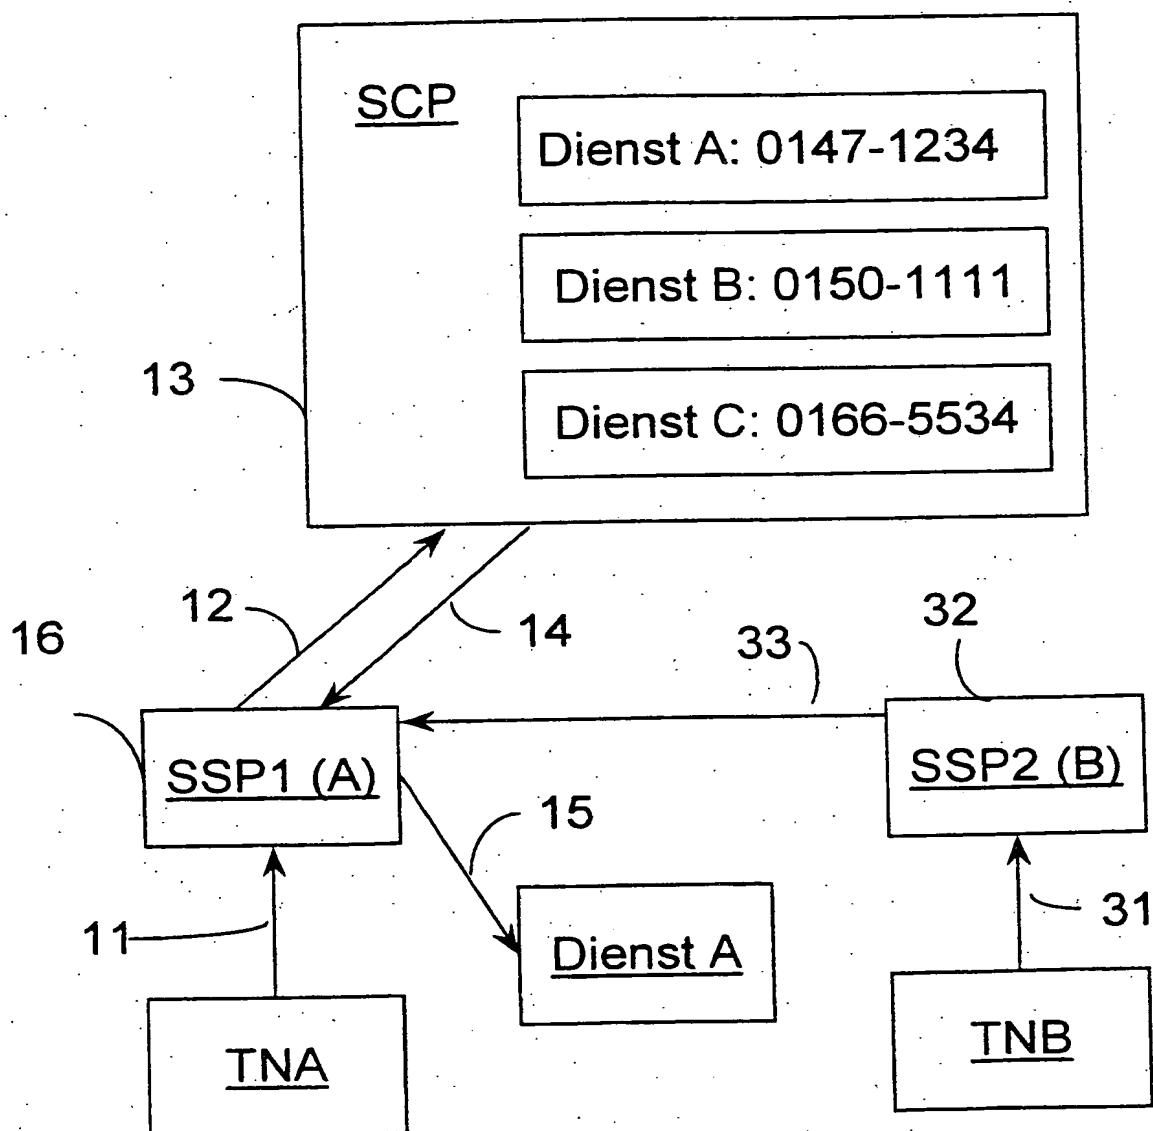 SCP
Dienst A: 0147-1234
Dienst B: 0150-1111
Dienst C: 0166-5534
13
12
14
16
33
32
SSP1 (A)
SSP2 (B)
15
11
31
Dienst A
TNA
TNB